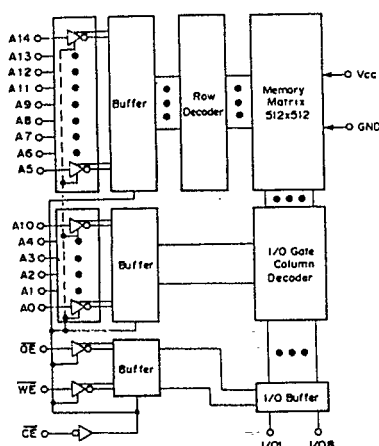 A14
A13
A12
A11
A9
A8
A7
A6
A5
Buffer
Row
Decoder
Memory
Matrix
512x512
Vcc
GND
A10
A4
A3
A2
A1
A0
Buffer
I/O Gate
Column
Decoder
OE
WE
CE
Buffer
I/O Buffer
I/O1
I/O8